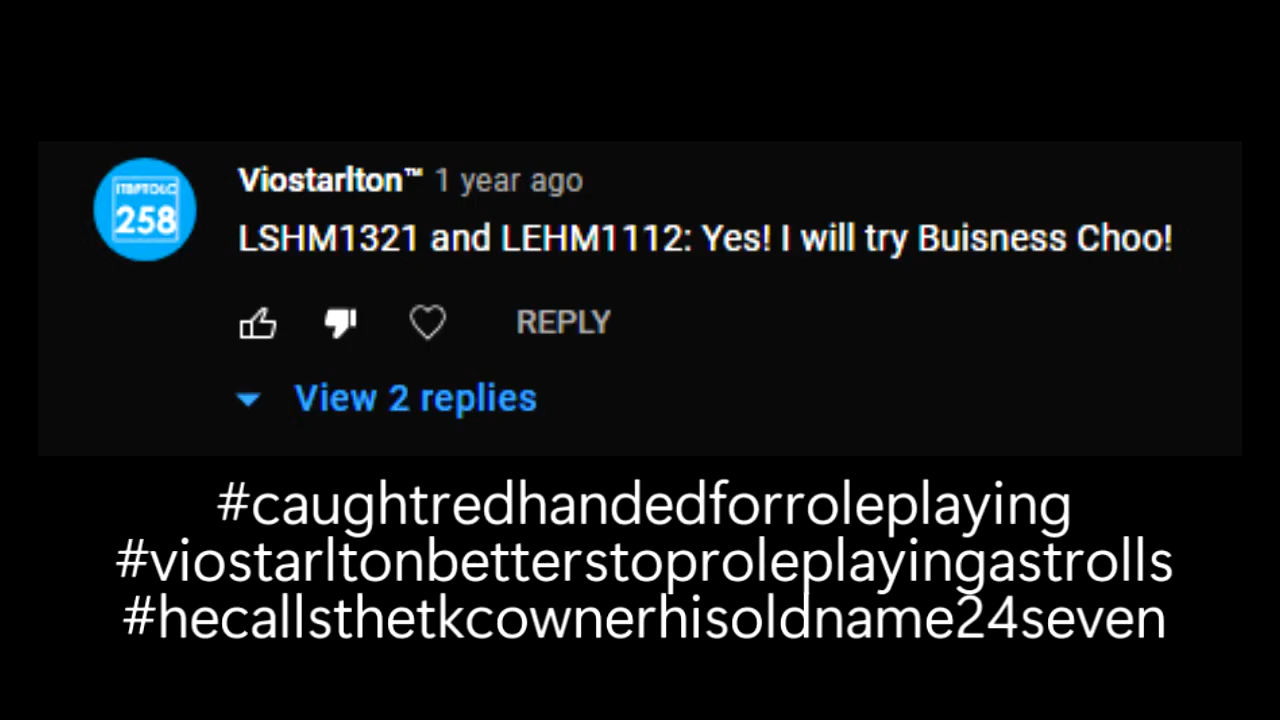 ITBPTOLC
258
Viostarlton™ 1 year ago
LSHM1321 and LEHM1112: Yes! I will try Buisness Choo!
REPLY
View 2 replies
#caughtredhandedforroleplaying
#viostarltonbetterstoproleplayingastrolls
#hecallsthetkcownerhisoldname24seven